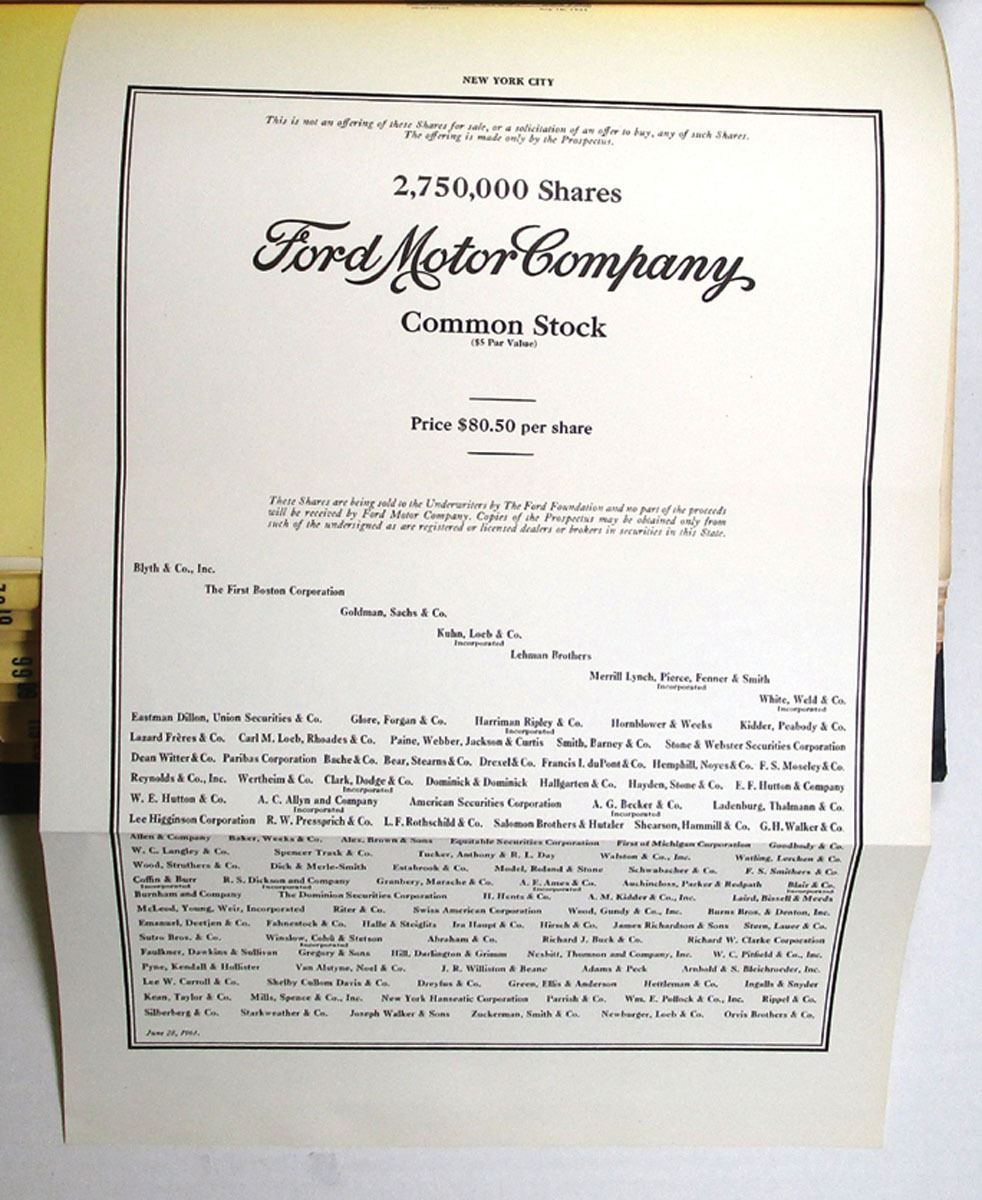 NEW YORK CITY
This is not an offering of these Shares for sale, or a solicitation of an offer to buy, any of such Shares.
The offering is made only by the Prospectus.
2,750,000 Shares
Ford Motor Company
Common Stock
($5 Par Value)
Price $80.50 per share
These Shares are being sold to the Underwriters by The Ford Foundation and no part of the proceeds
will be received by Ford Motor Company. Copies of the Prospectus may be obtained only from
such of the undersigned as are registered or licensed dealers or brokers in securities in this State.
Blyth & Co., Inc.
The First Boston Corporation
Goldman, Sachs & Co.
Kuhn, Loeb & Co.
Incorporated
Lehman Brothers
Merrill Lynch, Pierce, Fenner & Smith
Incorporated
White, Weld & Co.
Incorporated
Eastman Dillon, Union Securities & Co. Glore, Forgan & Co. Harriman Ripley & Co. Hornblower & Weeks Kidder, Peabody & Co.
Incorporated
Lazard Frères & Co. Carl M. Loeb, Rhoades & Co. Paine, Webber, Jackson & Curtis Smith, Barney & Co. Stone & Webster Securities Corporation
Dean Witter & Co. Paribas Corporation Bache & Co. Bear, Stearns & Co. Drexel & Co. Francis I. duPont & Co. Hemphill, Noyes & Co. F. S. Moseley & Co.
Reynolds & Co., Inc. Wertheim & Co. Clark, Dodge & Co. Dominick & Dominick Hallgarten & Co. Hayden, Stone & Co. E. F. Hutton & Company
Incorporated
W. E. Hutton & Co. A. C. Allyn and Company American Securities Corporation A. G. Becker & Co. Ladenburg, Thalmann & Co.
Incorporated Incorporated
Lee Higginson Corporation R. W. Pressprich & Co. L. F. Rothschild & Co. Salomon Brothers & Hutzler Shearson, Hammill & Co. G. H. Walker & Co.
Allen & Company Baker, Weeks & Co. Alex. Brown & Sons Equitable Securities Corporation First of Michigan Corporation Goodbody & Co.
W. C. Langley & Co. Spencer Trask & Co. Tucker, Anthony & R. L. Day Walston & Co., Inc. Watling, Lerchen & Co.
Wood, Struthers & Co. Dick & Merle-Smith Estabrook & Co. Model, Roland & Stone Schwabacher & Co. F. S. Smithers & Co.
Coffin & Burr R. S. Dickson and Company Granbery, Marache & Co. A. E. Ames & Co. Auchincloss, Parker & Redpath Blair & Co.
Incorporated Incorporated Incorporated Incorporated
Burnham and Company The Dominion Securities Corporation H. Hentz & Co. A. M. Kidder & Co., Inc. Laird, Bissell & Meeds
McLeod, Young, Weir, Incorporated Riter & Co. Swiss American Corporation Wood, Gundy & Co., Inc. Burns Bros. & Denton, Inc.
Emanuel, Deetjen & Co. Fahnestock & Co. Halle & Stieglitz Ira Haupt & Co. Hirsch & Co. James Richardson & Sons Stern, Lauer & Co.
Sutro Bros. & Co. Winslow, Cohû & Stetson Abraham & Co. Richard J. Buck & Co. Richard W. Clarke Corporation
Incorporated
Faulkner, Dawkins & Sullivan Gregory & Sons Hill, Darlington & Grimm Nesbitt, Thomson and Company, Inc. W. C. Pitfield & Co., Inc.
Pyne, Kendall & Hollister Van Alstyne, Noel & Co. J. R. Williston & Beane Adams & Peck Arnhold & S. Bleichroeder, Inc.
Lee W. Carroll & Co. Shelby Cullom Davis & Co. Dreyfus & Co. Green, Ellis & Anderson Hettleman & Co. Ingalls & Snyder
Kean, Taylor & Co. Mills, Spence & Co., Inc. New York Hanseatic Corporation Parrish & Co. Wm. E. Pollock & Co., Inc. Rippel & Co.
Silberberg & Co. Starkweather & Co. Joseph Walker & Sons Zuckerman, Smith & Co. Newburger, Loeb & Co. Orvis Brothers & Co.
June 28,